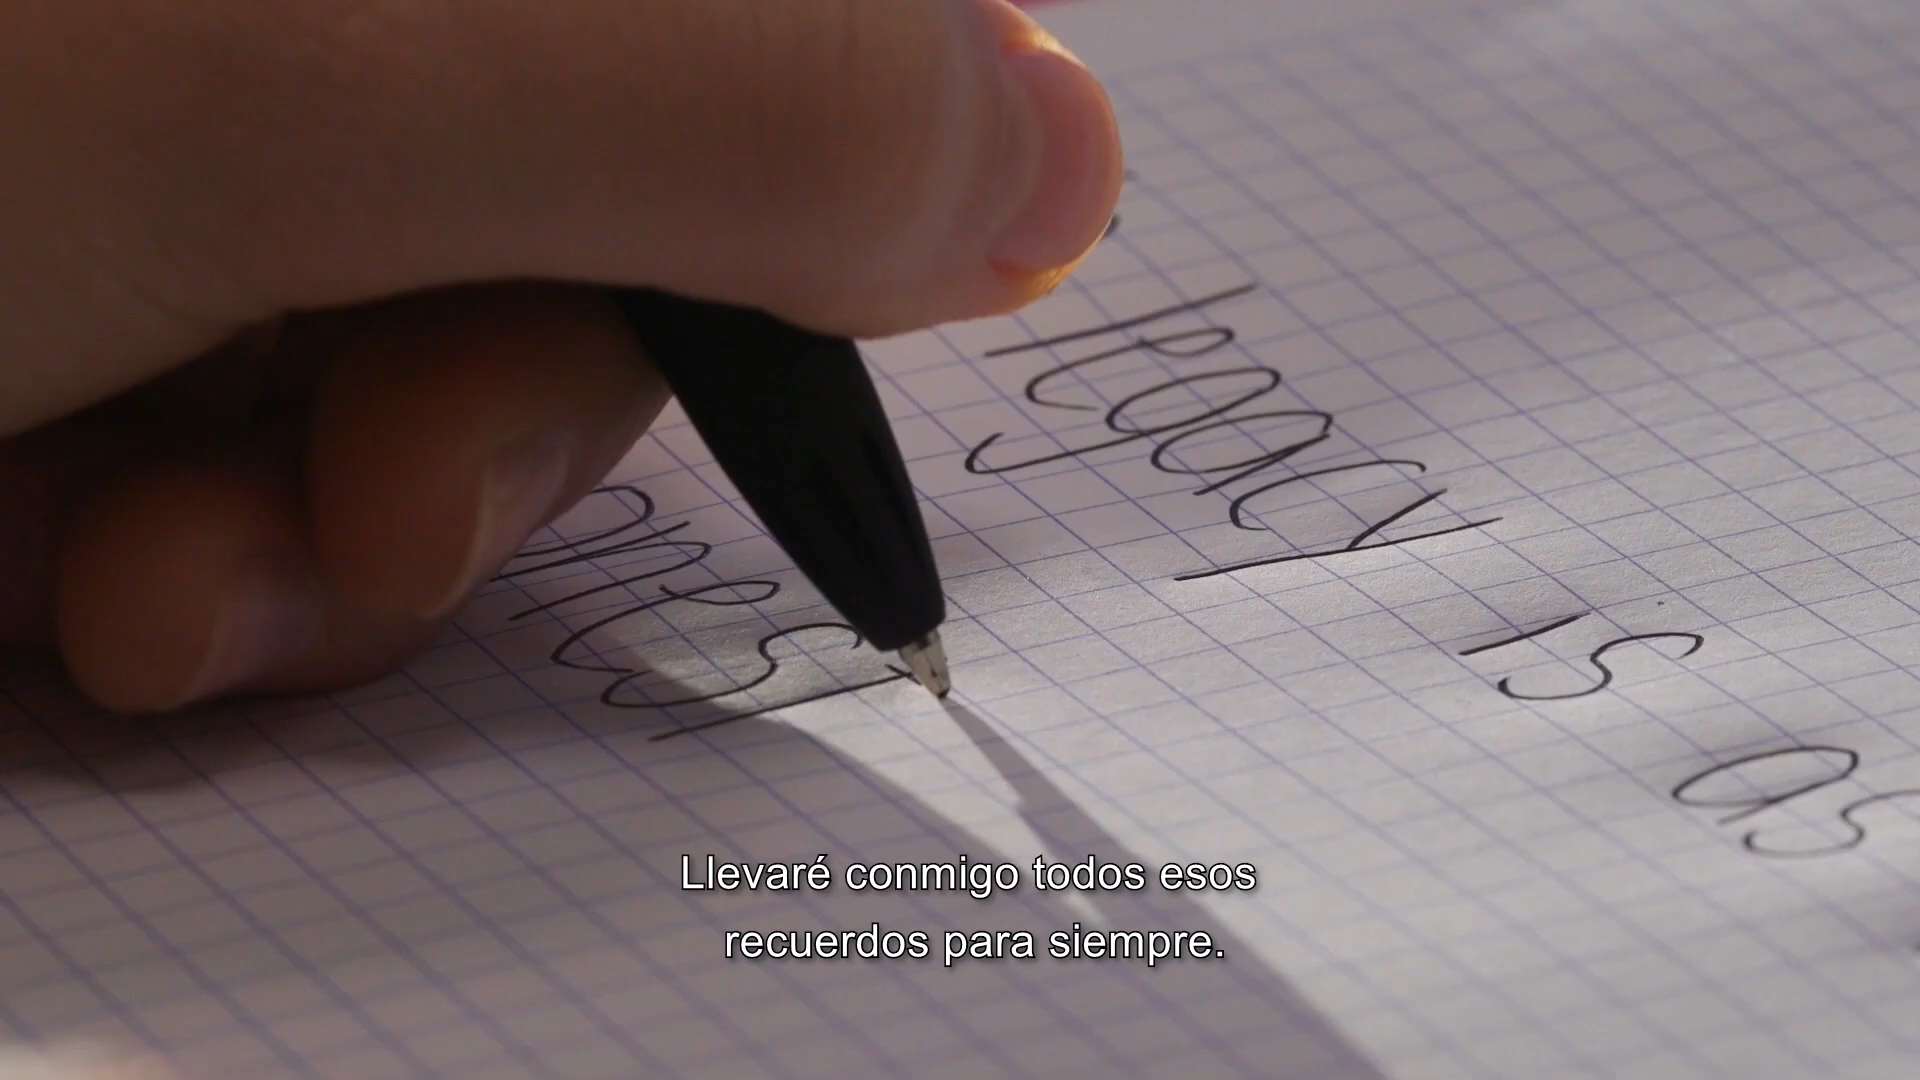 legacy is as
Llevaré conmigo todos esos
recuerdos para siempre.